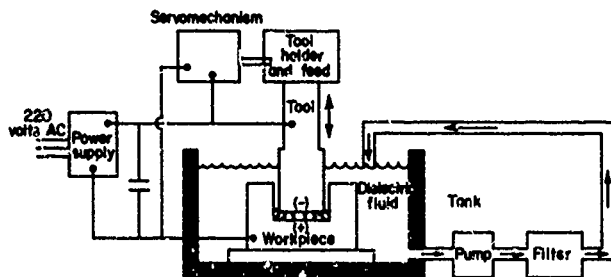 Servomechanism
Tool
holder
and feed
Tool
220
volts AC
Power
supply
(-)
(+)
Workpiece
Dielectric
fluid
Tank
Pump
Filter